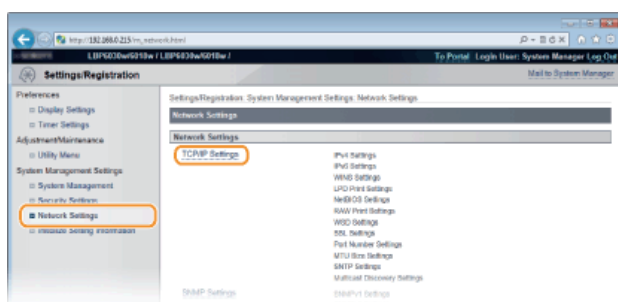 http://192.168.0.215/m_network.html
LBP6030w/6018w / LBP6030w/6018w /
To Portal Login User: System Manager Log Out
Settings/Registration
Mail to System Manager
Preferences
Display Settings
Timer Settings
Adjustment/Maintenance
Utility Menu
System Management Settings
System Management
Security Settings
Network Settings
Initialize Setting Information
Settings/Registration: System Management Settings: Network Settings
Network Settings
Network Settings
TCP/IP Settings
IPv4 Settings
IPv6 Settings
WINS Settings
LPD Print Settings
NetBIOS Settings
RAW Print Settings
WSD Settings
SSL Settings
Port Number Settings
MTU Size Settings
SNTP Settings
Multicast Discovery Settings
SNMP Settings
SNMPv1 Settings